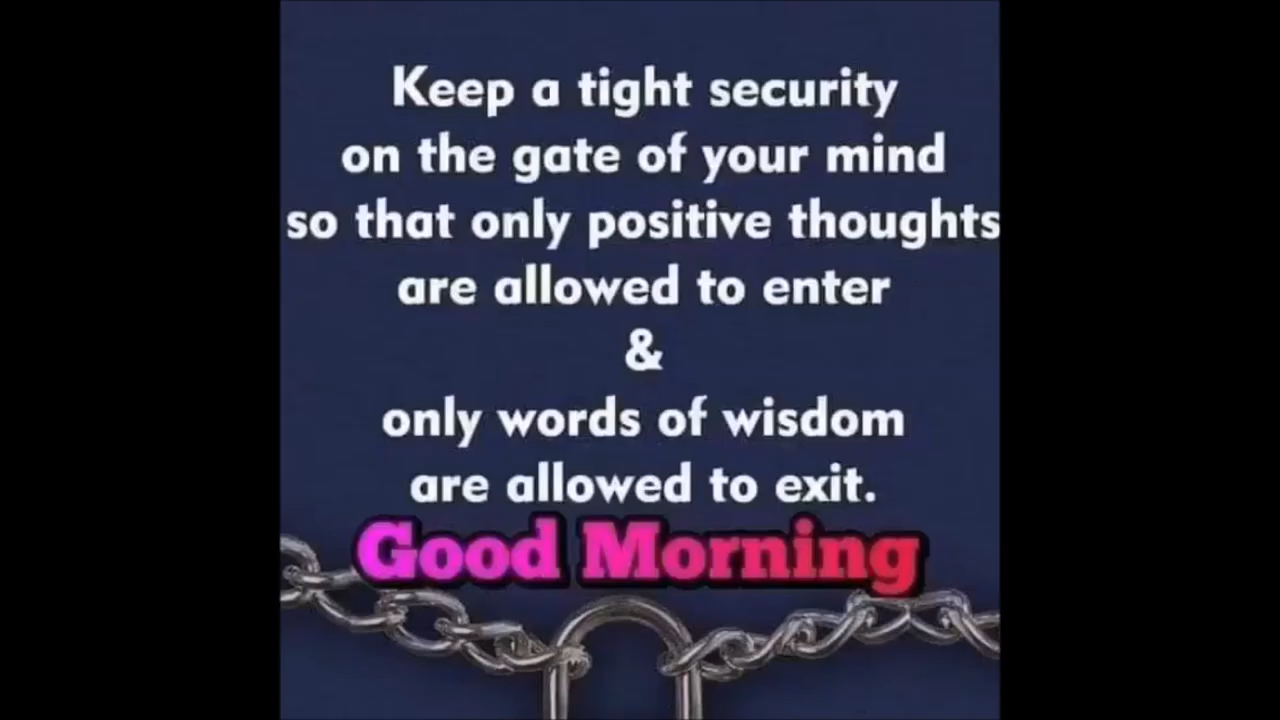 Keep a tight security
on the gate of your mind
so that only positive thoughts
are allowed to enter
&
only words of wisdom
are allowed to exit.
Good Morning